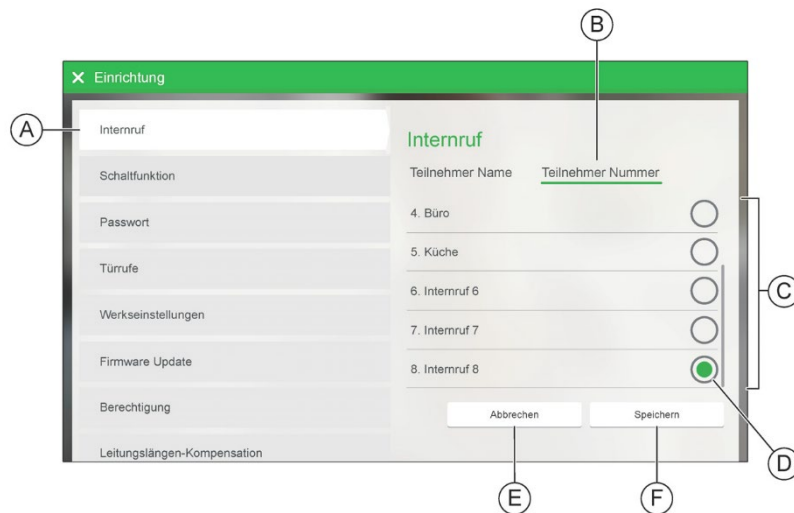 B
× Einrichtung
A
Internruf
Schaltfunktion
Passwort
Türrufe
Werkseinstellungen
Firmware Update
Berechtigung
Leitungslängen-Kompensation
Internruf
Teilnehmer Name Teilnehmer Nummer
4. Büro
5. Küche
6. Internruf 6
7. Internruf 7
8. Internruf 8
C
Abbrechen Speichern
D
E F